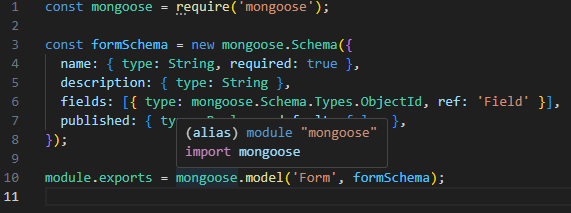 1 const mongoose = require('mongoose');
2
3 const formSchema = new mongoose.Schema({
4 name: { type: String, required: true },
5 description: { type: String },
6 fields: [{ type: mongoose.Schema.Types.ObjectId, ref: 'Field' }],
7 published: { ty },
(alias) module "mongoose"
import mongoose
8 });
9
10 module.exports = mongoose.model('Form', formSchema);
11